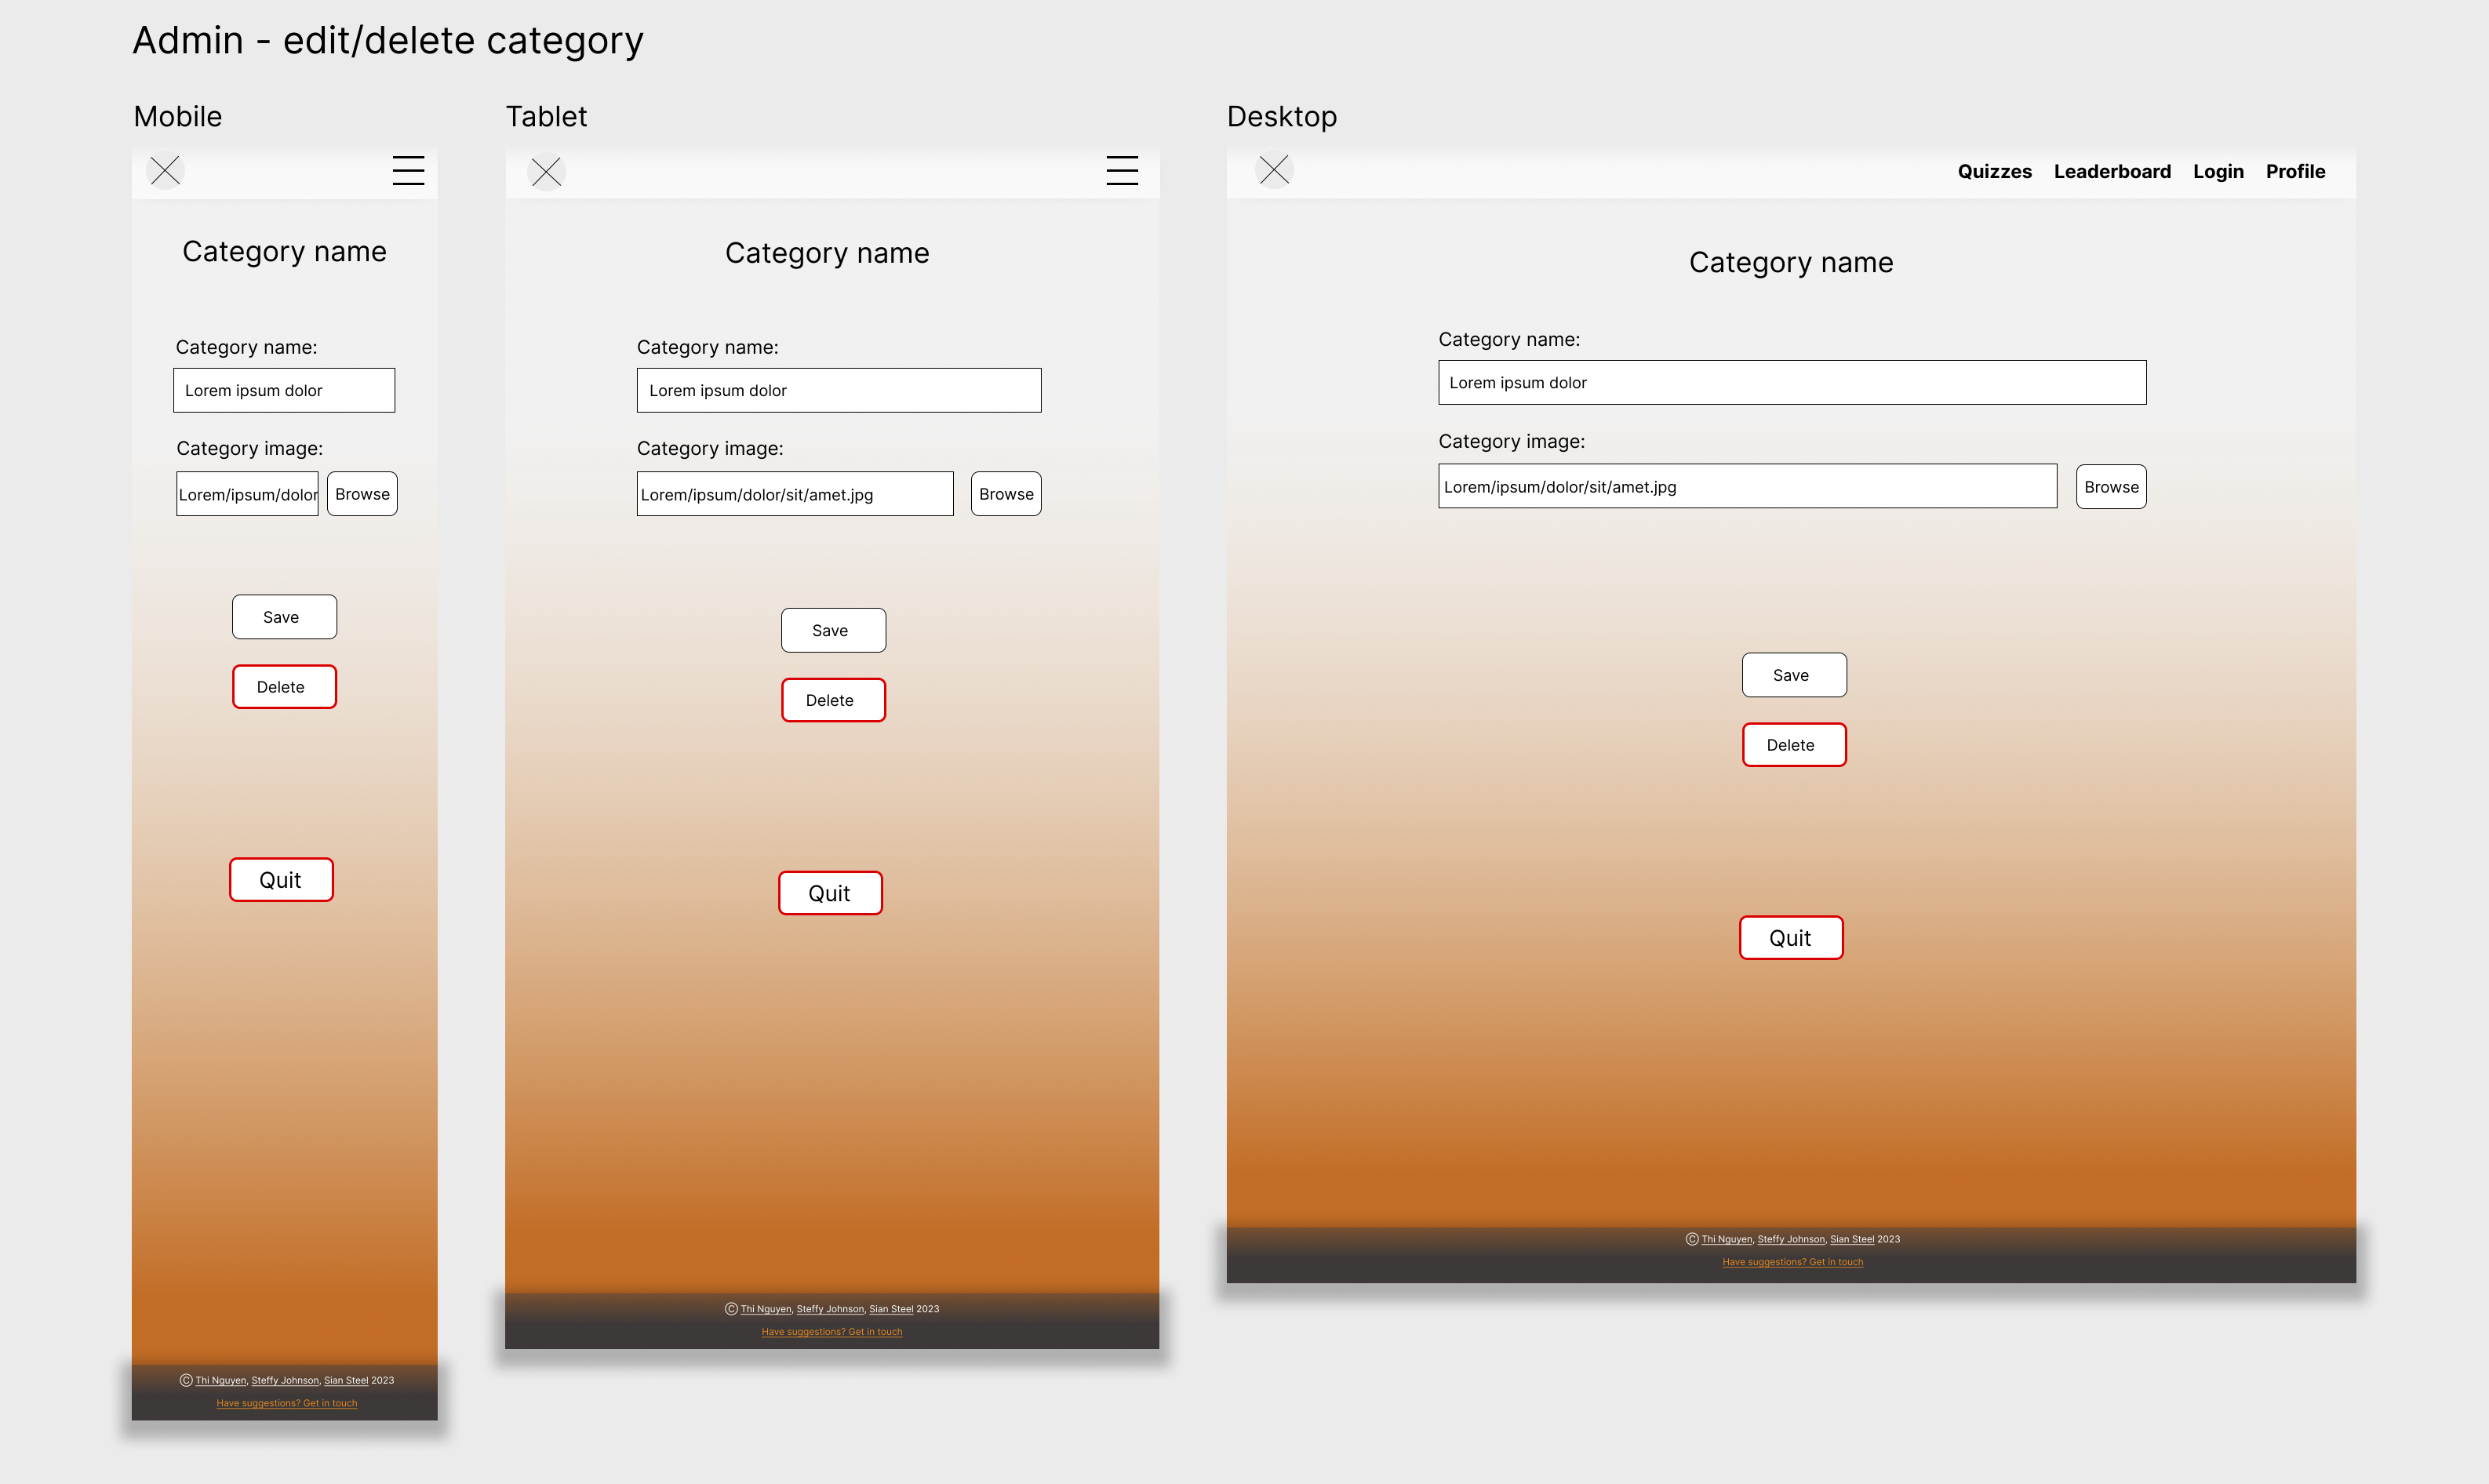 Admin - edit/delete category
Mobile
Category name
Category name:
Lorem ipsum dolor
Category image:
Lorem/ipsum/dolor
Browse
Save
Delete
Quit
© Thi Nguyen, Steffy Johnson, Sian Steel 2023
Have suggestions? Get in touch
Tablet
Category name
Category name:
Lorem ipsum dolor
Category image:
Lorem/ipsum/dolor/sit/amet.jpg
Browse
Save
Delete
Quit
© Thi Nguyen, Steffy Johnson, Sian Steel 2023
Have suggestions? Get in touch
Desktop
Quizzes Leaderboard Login Profile
Category name
Category name:
Lorem ipsum dolor
Category image:
Lorem/ipsum/dolor/sit/amet.jpg
Browse
Save
Delete
Quit
© Thi Nguyen, Steffy Johnson, Sian Steel 2023
Have suggestions? Get in touch